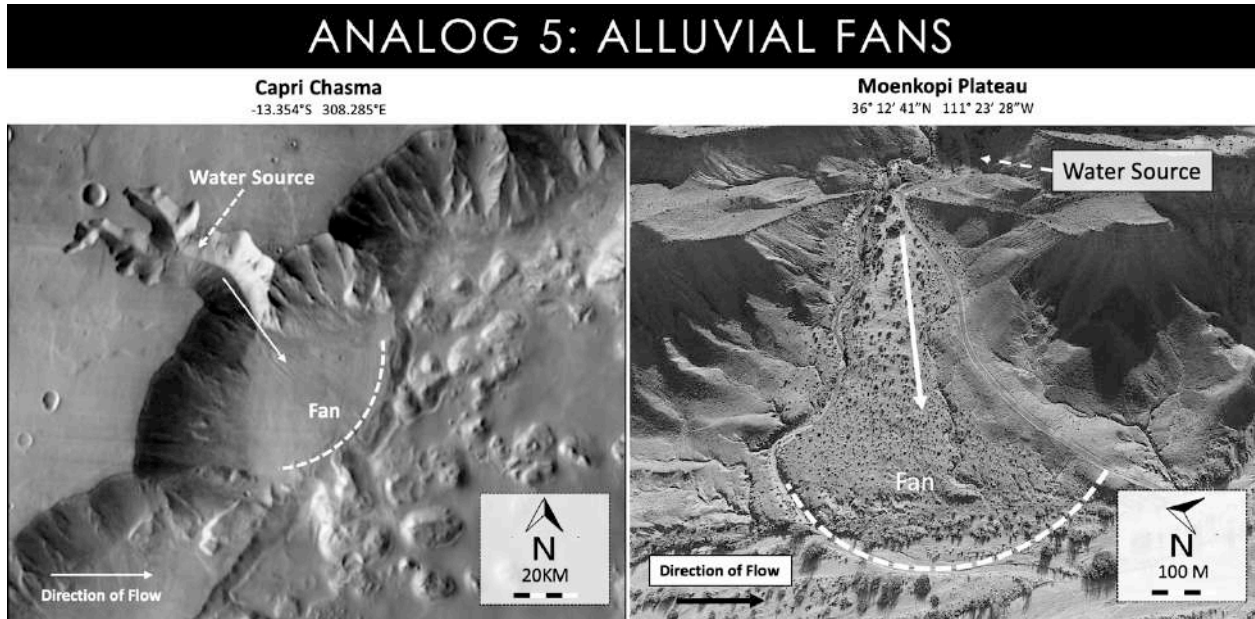 ANALOG 5: ALLUVIAL FANS
Capri Chasma
-13.354°S 308.285°E
Water Source
Fan
N
20KM
Direction of Flow
Moenkopi Plateau
36° 12' 41”N 111° 23' 28”W
Water Source
Fan
Direction of Flow
N
100 M